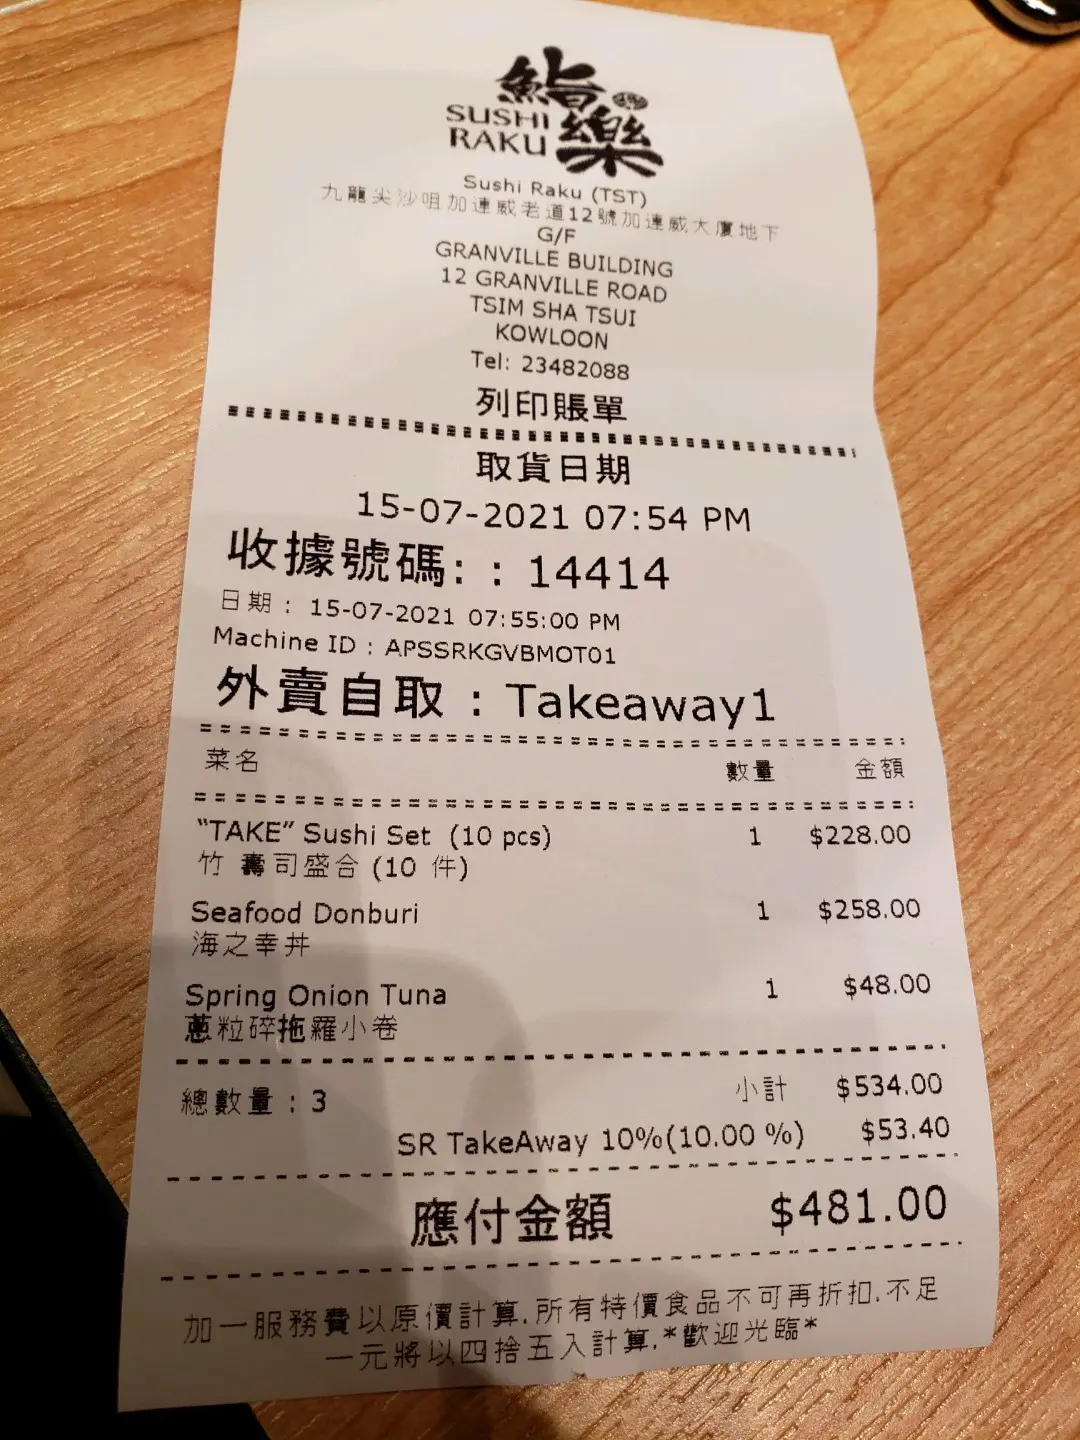 鮨樂
SUSHI
RAKU
Sushi Raku (TST)
九龍尖沙咀加連威老道12號加連威大廈地下
G/F
GRANVILLE BUILDING
12 GRANVILLE ROAD
TSIM SHA TSUI
KOWLOON
Tel: 23482088
列印賬單
取貨日期
15-07-2021 07:54 PM
收據號碼: : 14414
日期 : 15-07-2021 07:55:00 PM
Machine ID : APSSRKGVBMOT01
外賣自取 : Takeaway1
菜名 數量 金額
"TAKE" Sushi Set (10 pcs) 1 $228.00
竹 壽司盛合 (10 件)
Seafood Donburi 1 $258.00
海之幸丼
Spring Onion Tuna 1 $48.00
蔥粒碎拖羅小卷
總數量 : 3 小計 $534.00
SR TakeAway 10%(10.00 %) $53.40
應付金額 $481.00
加一服務費以原價計算.所有特價食品不可再折扣.不足
一元將以四捨五入計算.*歡迎光臨*